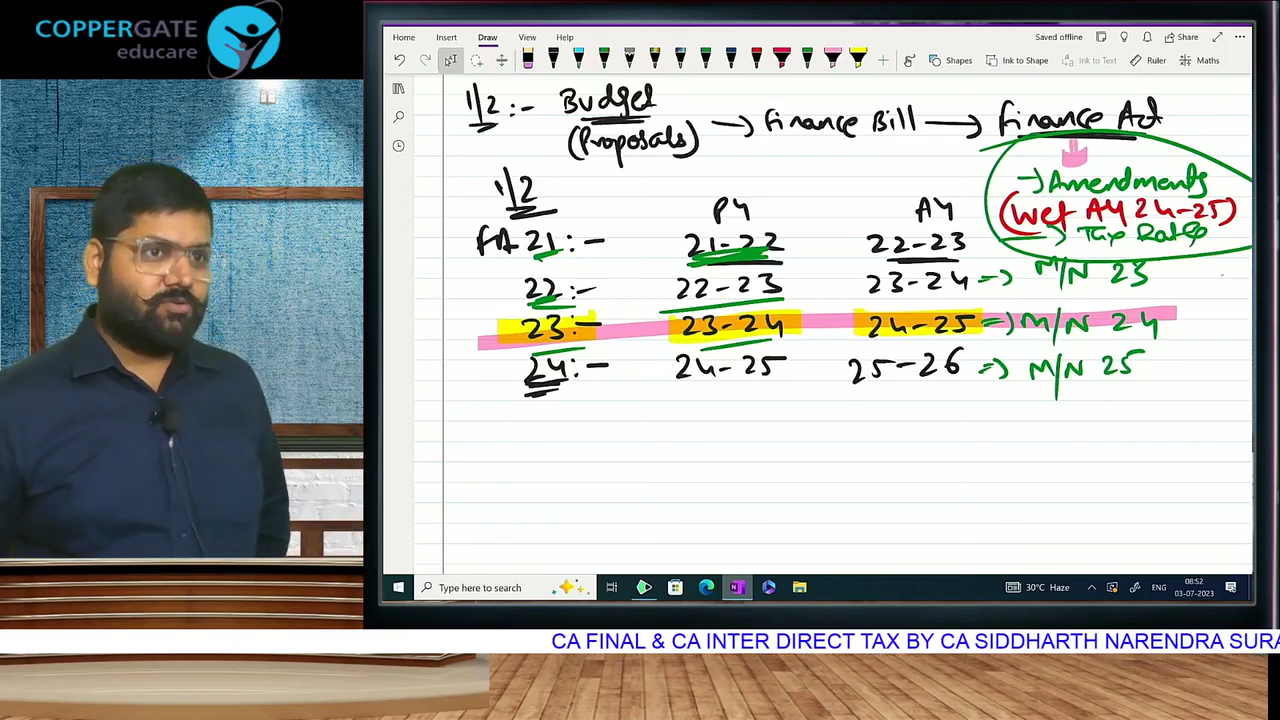 COPPERGATE
educare
Home Insert Draw View Help
Saved offline
Share
Shapes
Ink to Shape
Ink to Text
Ruler
Maths
1/2 :- Budget (Proposals) → Finance Bill → Finance Act
→ Amendments
(wef AY 24-25)
→ Tax Rates
1/2
PY AY
FA 21:- 21-22 22-23
22:- 22-23 23-24 => M/N 23
23:- 23-24 24-25 => M/N 24
24:- 24-25 25-26 => M/N 25
Type here to search
30°C Haze
ENG
08:52
03-07-2023
CA FINAL & CA INTER DIRECT TAX BY CA SIDDHARTH NARENDRA SURA